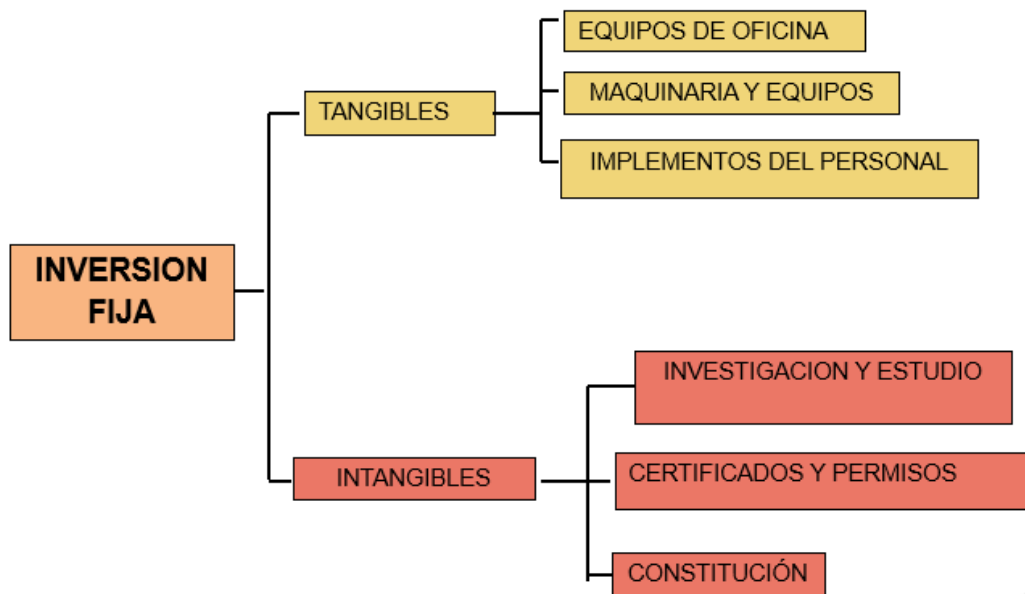 EQUIPOS DE OFICINA
MAQUINARIA Y EQUIPOS
TANGIBLES
IMPLEMENTOS DEL PERSONAL
INVERSION
FIJA
INVESTIGACION Y ESTUDIO
INTANGIBLES
CERTIFICADOS Y PERMISOS
CONSTITUCIÓN